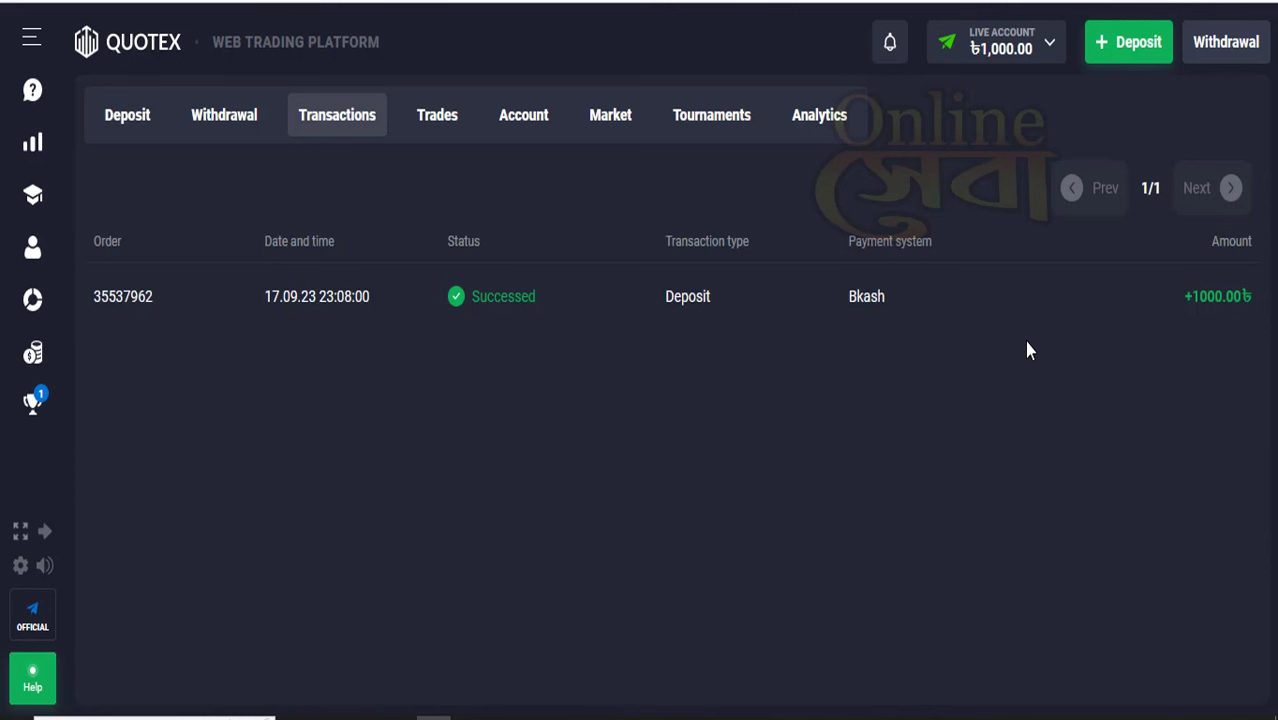 QUOTEX · WEB TRADING PLATFORM
LIVE ACCOUNT
৳1,000.00
+ Deposit
Withdrawal
Deposit Withdrawal Transactions Trades Account Market Tournaments Analytics
Online
সেবা
Prev 1/1 Next
Order Date and time Status Transaction type Payment system Amount
35537962 17.09.23 23:08:00 Successed Deposit Bkash +1000.00৳
1
OFFICIAL
Help